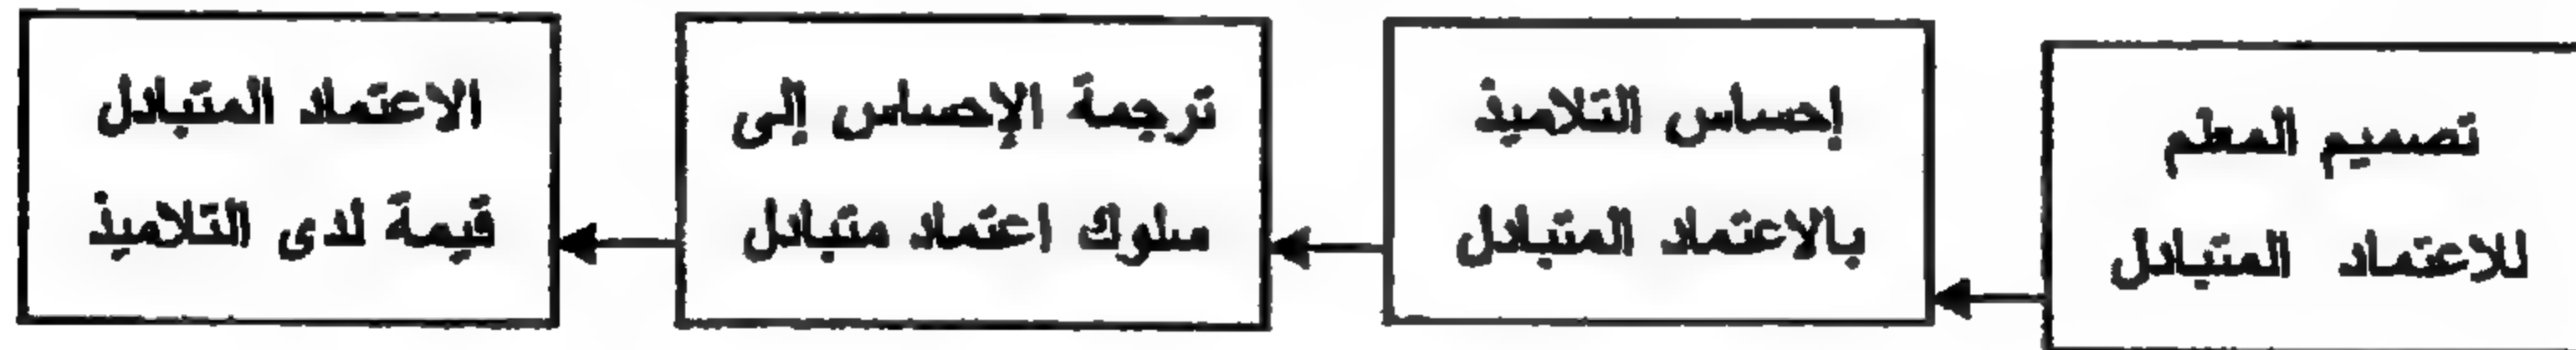 تصميم المعلم
للاعتماد المتبادل
إحساس التلاميذ
بالاعتماد المتبادل
ترجمة الإحساس إلى
سلوك اعتماد متبادل
الاعتماد المتبادل
قيمة لدى التلاميذ